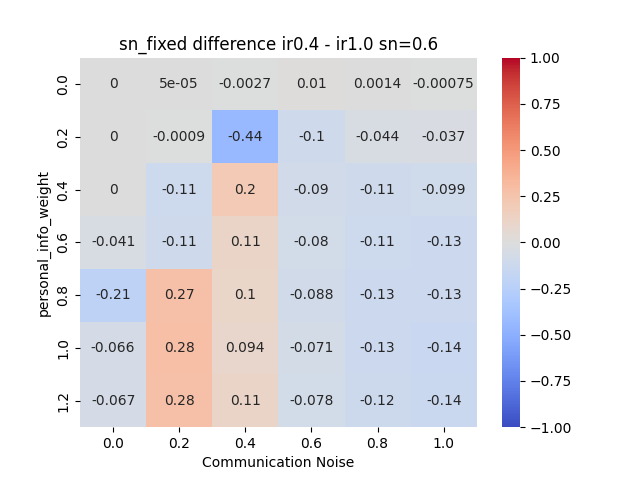 sn_fixed difference ir0.4 - ir1.0 sn=0.6
0.0 0 5e-05 -0.0027 0.01 0.0014 -0.00075
0.2 0 -0.0009 -0.44 -0.1 -0.044 -0.037
0.4 0 -0.11 0.2 -0.09 -0.11 -0.099
0.6 -0.041 -0.11 0.11 -0.08 -0.11 -0.13
0.8 -0.21 0.27 0.1 -0.088 -0.13 -0.13
1.0 -0.066 0.28 0.094 -0.071 -0.13 -0.14
1.2 -0.067 0.28 0.11 -0.078 -0.12 -0.14
0.0 0.2 0.4 0.6 0.8 1.0
Communication Noise
personal_info_weight
1.00
0.75
0.50
0.25
0.00
−0.25
−0.50
−0.75
−1.00